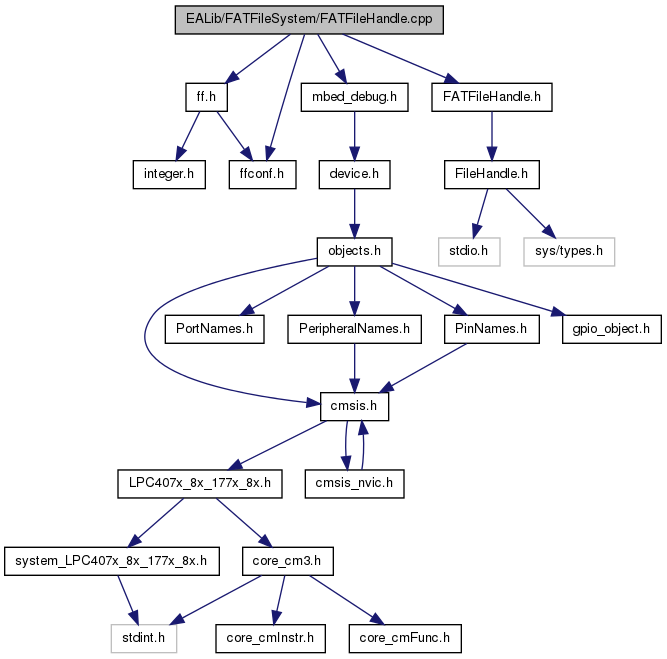 EALib/FATFileSystem/FATFileHandle.cpp
ff.h
mbed_debug.h
FATFileHandle.h
integer.h
ffconf.h
device.h
FileHandle.h
objects.h
stdio.h
sys/types.h
PortNames.h
PeripheralNames.h
PinNames.h
gpio_object.h
cmsis.h
LPC407x_8x_177x_8x.h
cmsis_nvic.h
system_LPC407x_8x_177x_8x.h
core_cm3.h
stdint.h
core_cmInstr.h
core_cmFunc.h